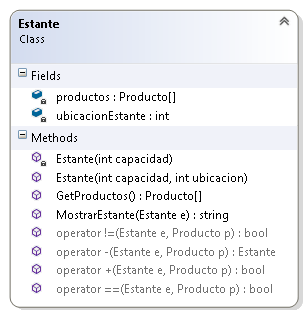 Estante
Class
Fields
productos : Producto[]
ubicacionEstante : int
Methods
Estante(int capacidad)
Estante(int capacidad, int ubicacion)
GetProductos() : Producto[]
MostrarEstante(Estante e) : string
operator !=(Estante e, Producto p) : bool
operator -(Estante e, Producto p) : Estante
operator +(Estante e, Producto p) : bool
operator ==(Estante e, Producto p) : bool